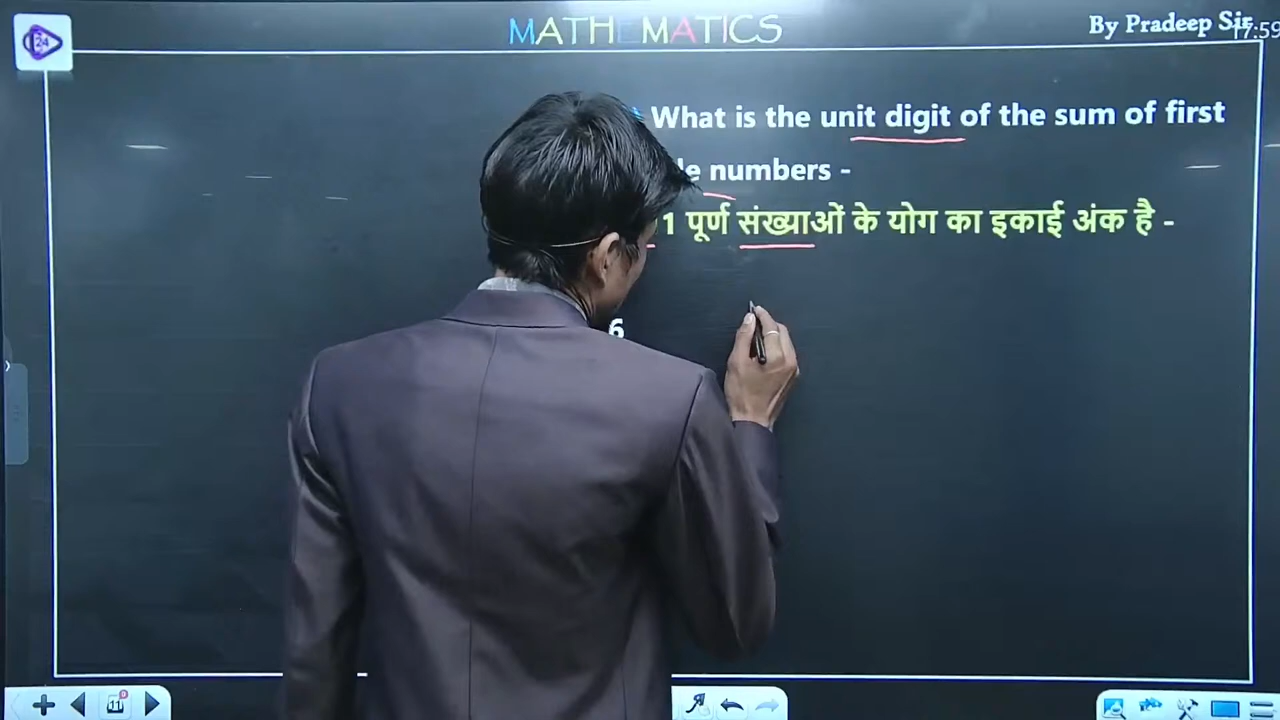 MATHEMATICS
By Pradeep Sir
17:59
What is the unit digit of the sum of first
numbers -
1 पूर्ण संख्याओं के योग का इकाई अंक है -
6
11